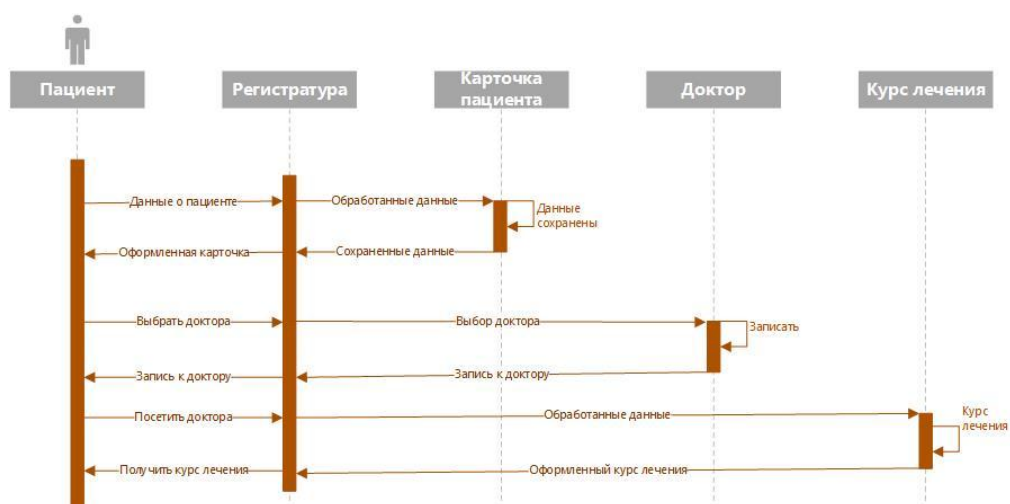 Пациент
Регистратура
Карточка
пациента
Доктор
Курс лечения
Данные о пациенте
Обработанные данные
Данные
сохранены
Оформленная карточка
Сохраненные данные
Выбрать доктора
Выбор доктора
Записать
Запись к доктору
Запись к доктору
Посетить доктора
Обработанные данные
Курс
лечения
Получить курс лечения
Оформленный курс лечения